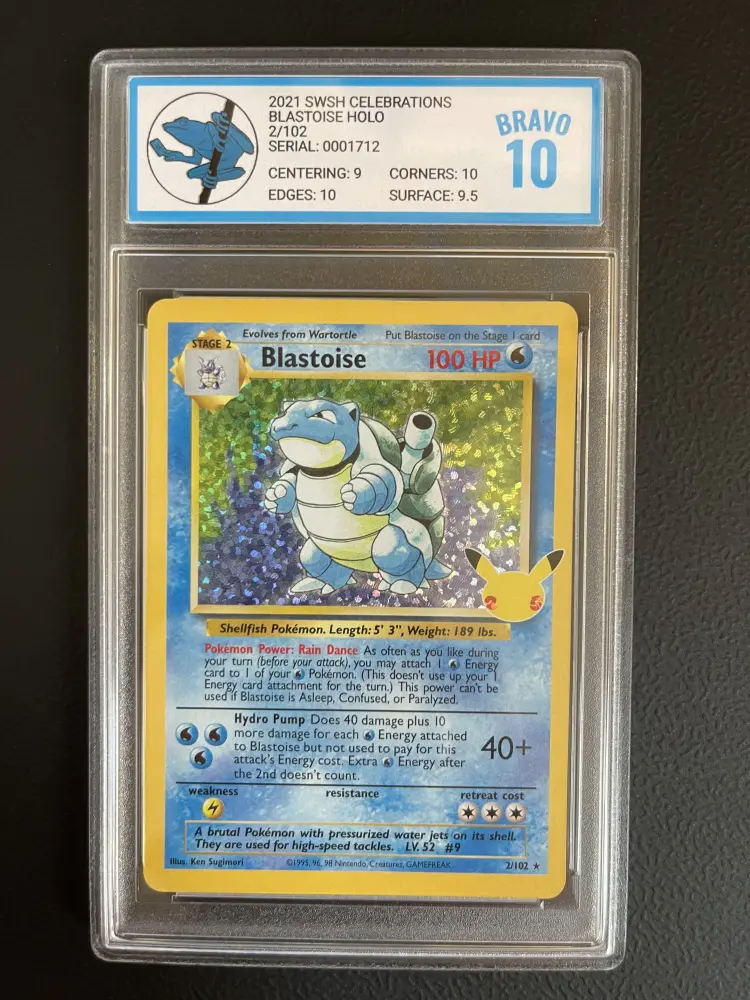 2021 SWSH CELEBRATIONS
BLASTOISE HOLO
2/102
SERIAL: 0001712
CENTERING: 9 CORNERS: 10
EDGES: 10 SURFACE: 9.5
BRAVO
10
Evolves from Wartortle Put Blastoise on the Stage 1 card
STAGE 2
Blastoise 100 HP
Shellfish Pokémon. Length: 5' 3", Weight: 189 lbs.
Pokémon Power: Rain Dance As often as you like during
your turn (before your attack), you may attach 1 Energy
card to 1 of your Pokémon. (This doesn't use up your 1
Energy card attachment for the turn.) This power can't be
used if Blastoise is Asleep, Confused, or Paralyzed.
Hydro Pump Does 40 damage plus 10
more damage for each Energy attached
to Blastoise but not used to pay for this
attack's Energy cost. Extra Energy after
the 2nd doesn't count.
40+
weakness resistance retreat cost
A brutal Pokémon with pressurized water jets on its shell.
They are used for high-speed tackles. LV. 52 #9
Illus. Ken Sugimori ©1995, 96, 98 Nintendo, Creatures, GAMEFREAK 2/102 ★